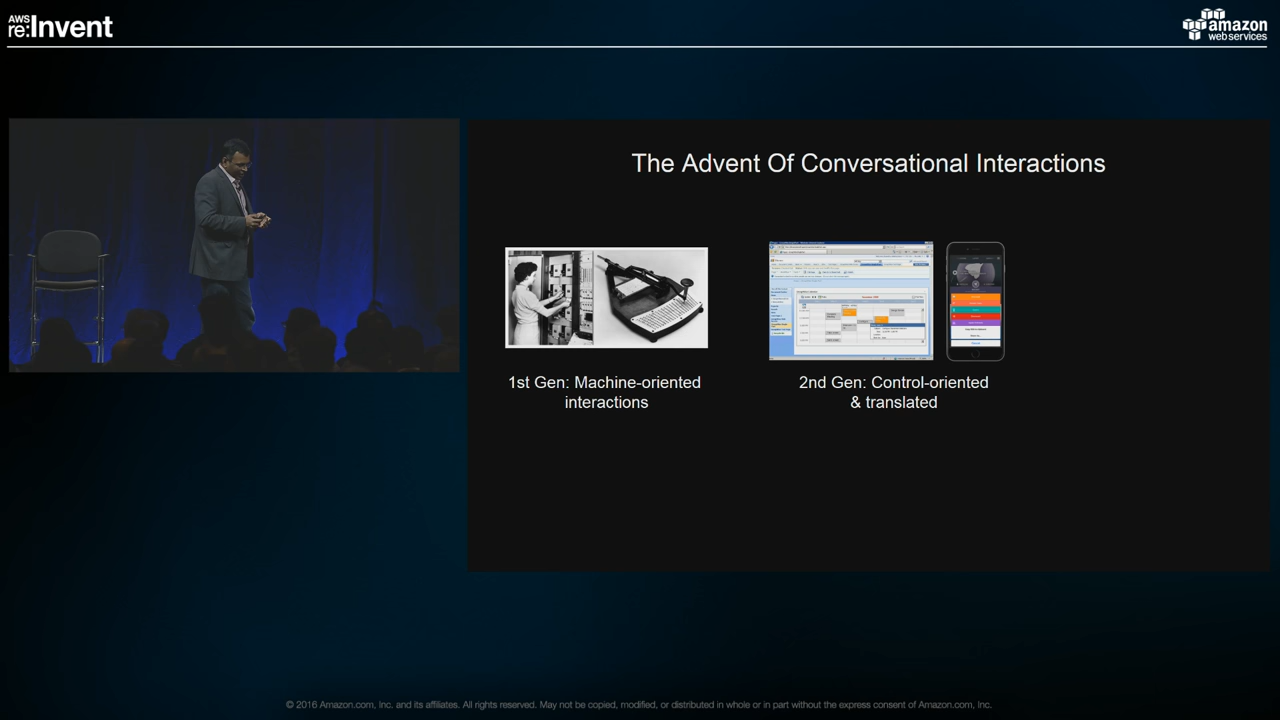 AWS
re:Invent
amazon
web services
The Advent Of Conversational Interactions
1st Gen: Machine-oriented
interactions
2nd Gen: Control-oriented
& translated
© 2016 Amazon.com, Inc. and its affiliates. All rights reserved. May not be copied, modified, or distributed in whole or in part without the express consent of Amazon.com, Inc.